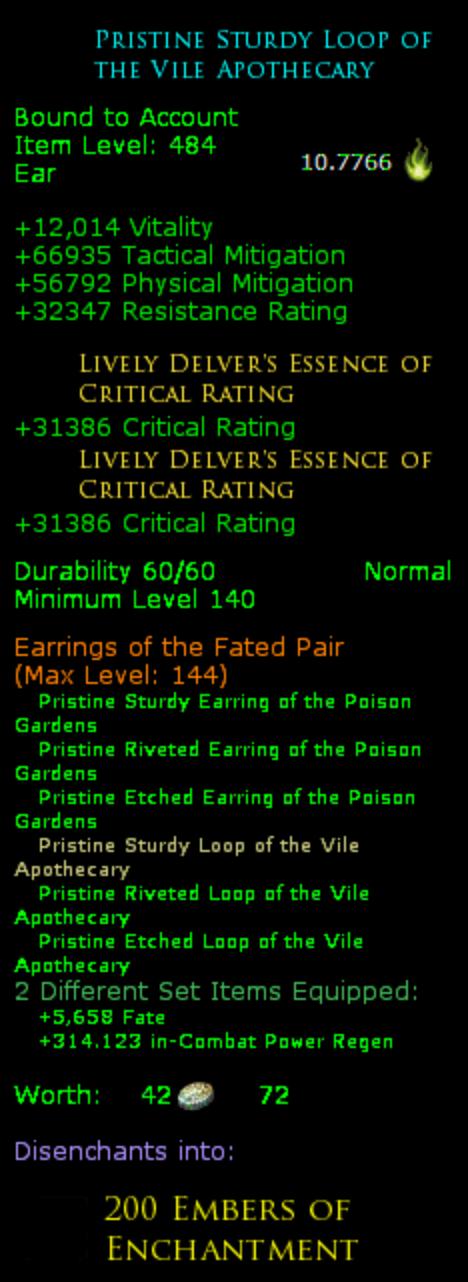 Pristine Sturdy Loop of
the Vile Apothecary
Bound to Account
Item Level: 484
Ear
10.7766
+12,014 Vitality
+66935 Tactical Mitigation
+56792 Physical Mitigation
+32347 Resistance Rating
Lively Delver's Essence of
Critical Rating
+31386 Critical Rating
Lively Delver's Essence of
Critical Rating
+31386 Critical Rating
Durability 60/60 Normal
Minimum Level 140
Earrings of the Fated Pair
(Max Level: 144)
Pristine Sturdy Earring of the Poison
Gardens
Pristine Riveted Earring of the Poison
Gardens
Pristine Etched Earring of the Poison
Gardens
Pristine Sturdy Loop of the Vile
Apothecary
Pristine Riveted Loop of the Vile
Apothecary
Pristine Etched Loop of the Vile
Apothecary
2 Different Set Items Equipped:
+5,658 Fate
+314.123 in-Combat Power Regen
Worth: 42 72
Disenchants into:
200 Embers of
Enchantment